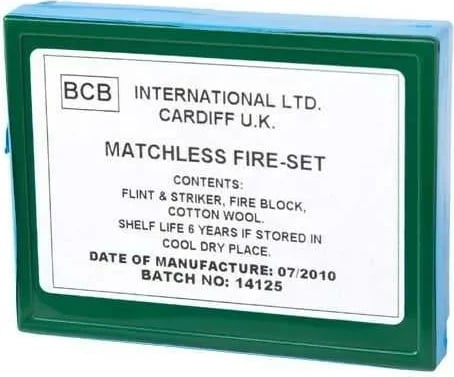 BCB INTERNATIONAL LTD.
CARDIFF U.K.
MATCHLESS FIRE-SET
CONTENTS:
FLINT & STRIKER, FIRE BLOCK,
COTTON WOOL.
SHELF LIFE 6 YEARS IF STORED IN
COOL DRY PLACE.
DATE OF MANUFACTURE: 07/2010
BATCH NO: 14125